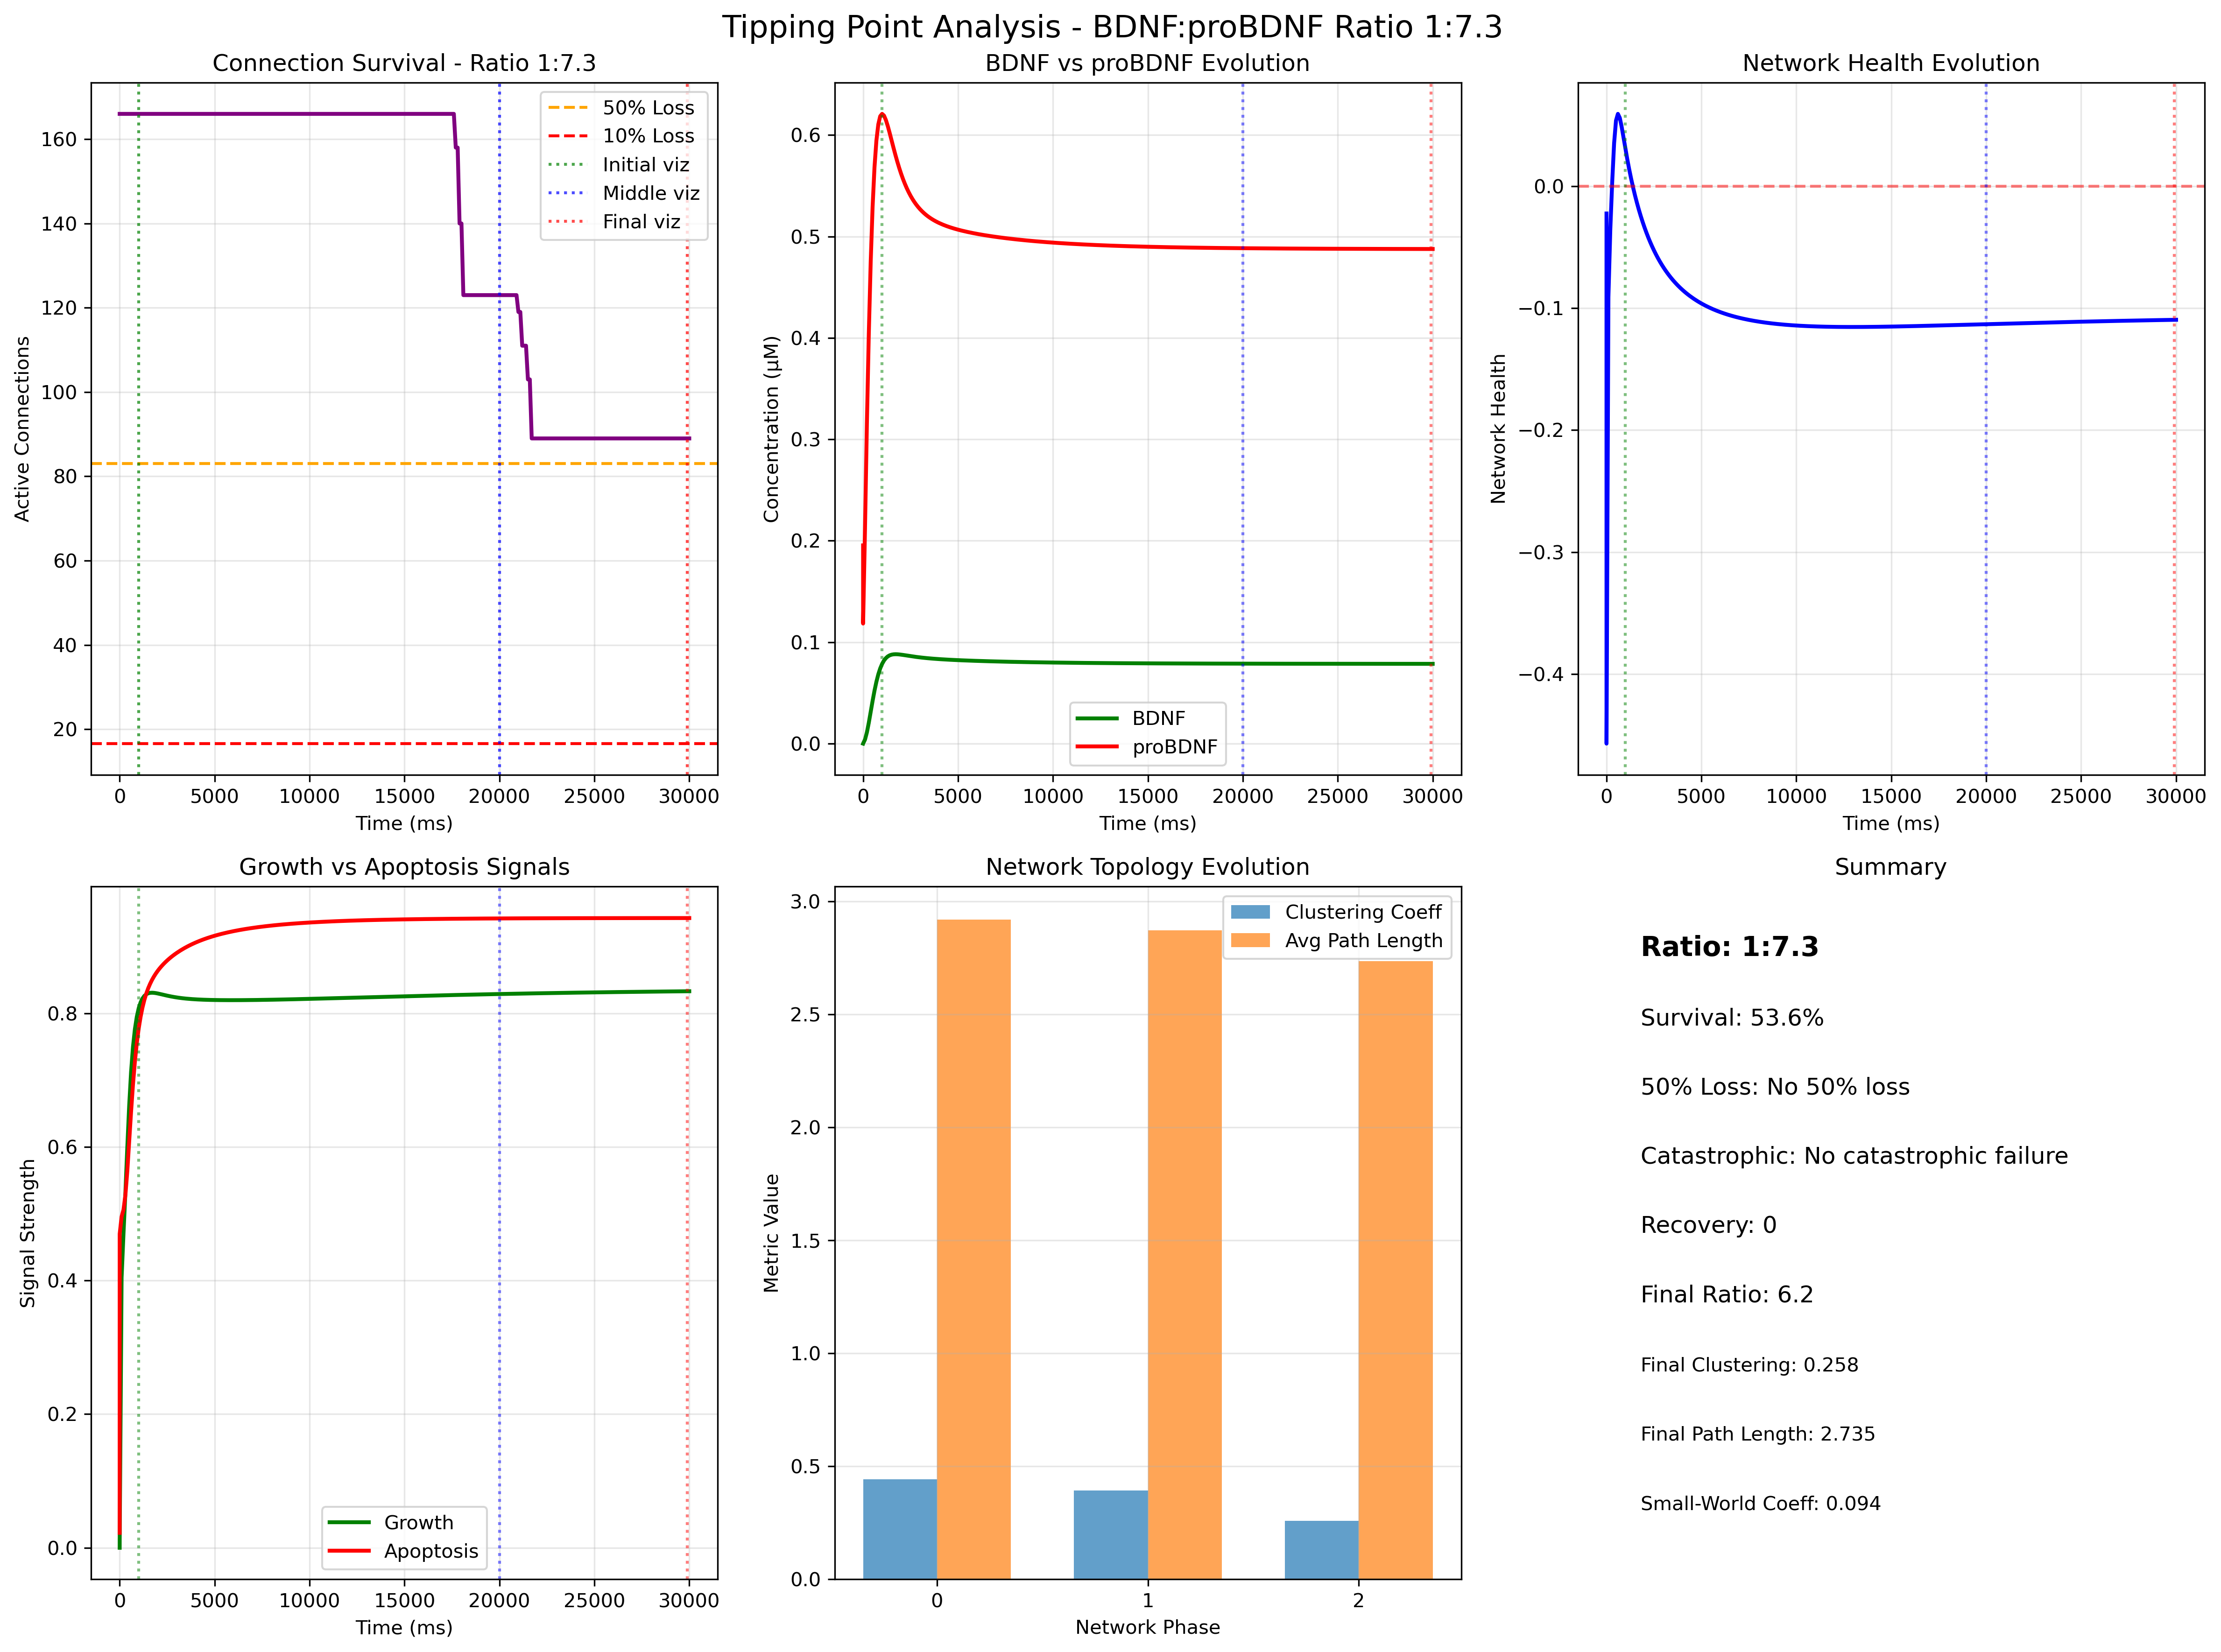 Tipping Point Analysis - BDNF:proBDNF Ratio 1:7.3
Connection Survival - Ratio 1:7.3
Active Connections
160
140
120
100
80
60
40
20
0
5000
10000
15000
20000
25000
30000
Time (ms)
50% Loss
10% Loss
Initial viz
Middle viz
Final viz
BDNF vs proBDNF Evolution
Concentration (μM)
0.6
0.5
0.4
0.3
0.2
0.1
0.0
0
5000
10000
15000
20000
25000
30000
Time (ms)
BDNF
proBDNF
Network Health Evolution
Network Health
0.0
−0.1
−0.2
−0.3
−0.4
0
5000
10000
15000
20000
25000
30000
Time (ms)
Growth vs Apoptosis Signals
Signal Strength
0.8
0.6
0.4
0.2
0.0
0
5000
10000
15000
20000
25000
30000
Time (ms)
Growth
Apoptosis
Network Topology Evolution
Metric Value
3.0
2.5
2.0
1.5
1.0
0.5
0.0
0
1
2
Network Phase
Clustering Coeff
Avg Path Length
Summary
Ratio: 1:7.3
Survival: 53.6%
50% Loss: No 50% loss
Catastrophic: No catastrophic failure
Recovery: 0
Final Ratio: 6.2
Final Clustering: 0.258
Final Path Length: 2.735
Small-World Coeff: 0.094